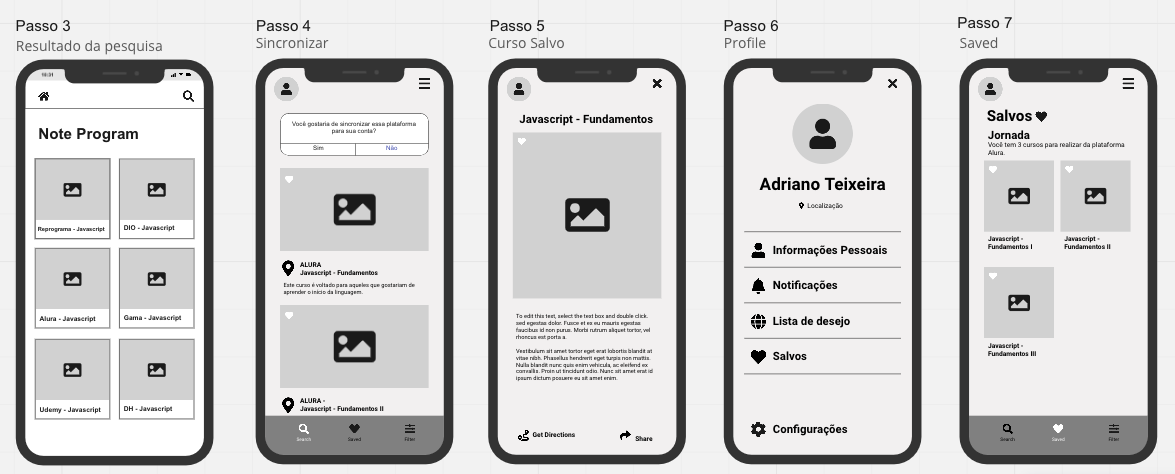 Passo 3
Resultado da pesquisa
Note Program
Reprograma - Javascript
DIO - Javascript
Alura - Javascript
Gama - Javascript
Udemy - Javascript
DH - Javascript
Passo 4
Sincronizar
Você gostaria de sincronizar essa plataforma
para sua conta?
Sim
Não
ALURA
Javascript - Fundamentos
Este curso é voltado para aqueles que gostariam de
aprender o início da linguagem.
ALURA -
Javascript - Fundamentos II
Search
Saved
Filter
Passo 5
Curso Salvo
Javascript - Fundamentos
To edit this text, select the text box and double click.
sed egestas dolor. Fusce et ex eu mauris egestas
faucibus id non purus. Morbi rutrum aliquet tortor, vel
rhoncus est porta a.
Vestibulum sit amet tortor eget erat lobortis blandit at
vitae nibh. Phasellus hendrerit eget turpis non mattis.
Nulla blandit nunc quis enim vehicula, ac eleifend ex
convallis. Proin ut tincidunt odio. Nunc sit amet erat id
ipsum dictum posuere eu sit amet enim.
Get Directions
Share
Passo 6
Profile
Adriano Teixeira
Localização
Informações Pessoais
Notificações
Lista de desejo
Salvos
Configurações
Passo 7
Saved
Salvos
Jornada
Você tem 3 cursos para realizar da plataforma
Alura.
Javascript -
Fundamentos I
Javascript -
Fundamentos II
Javascript -
Fundamentos III
Search
Saved
Filter